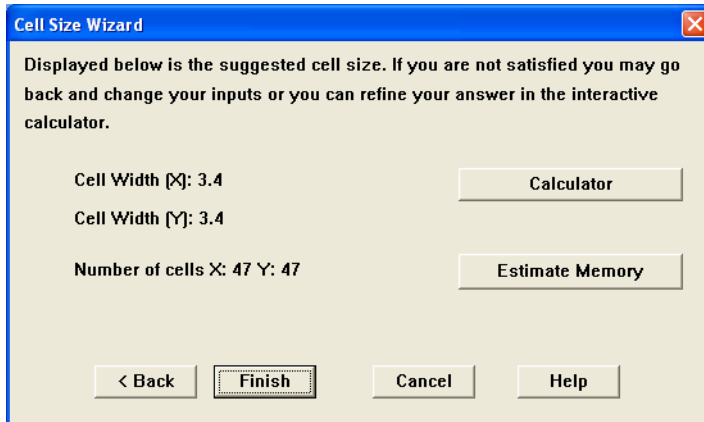 Cell Size Wizard
Displayed below is the suggested cell size. If you are not satisfied you may go
back and change your inputs or you can refine your answer in the interactive
calculator.
Cell Width (X): 3.4
Calculator
Cell Width (Y): 3.4
Number of cells X: 47 Y: 47
Estimate Memory
< Back
Finish
Cancel
Help